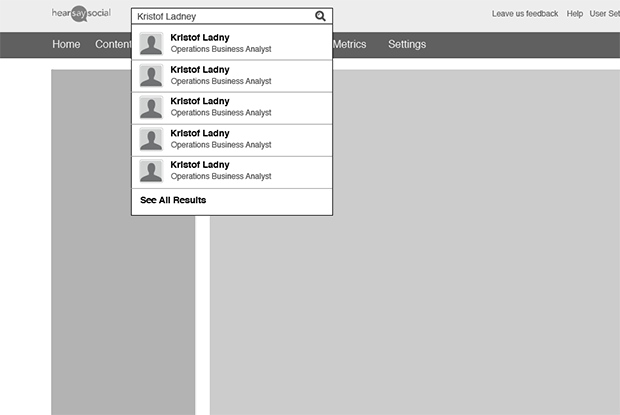 hearsaysocial
Kristof Ladney
Leave us feedback Help User Set
Home Content Metrics Settings
Kristof Ladny
Operations Business Analyst
Kristof Ladny
Operations Business Analyst
Kristof Ladny
Operations Business Analyst
Kristof Ladny
Operations Business Analyst
Kristof Ladny
Operations Business Analyst
See All Results